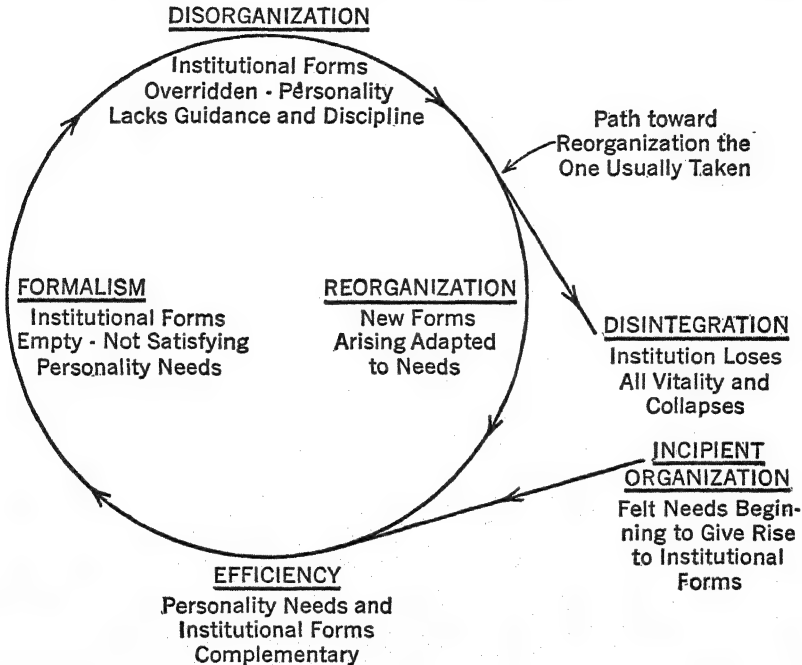 DISORGANIZATION
Institutional Forms
Overridden - Personality
Lacks Guidance and Discipline
Path toward
Reorganization the
One Usually Taken
FORMALISM
Institutional Forms
Empty - Not Satisfying
Personality Needs
REORGANIZATION
New Forms
Arising Adapted
to Needs
DISINTEGRATION
Institution Loses
All Vitality and
Collapses
INCIPIENT
ORGANIZATION
Felt Needs Begin-
ning to Give Rise
to Institutional
Forms
EFFICIENCY
Personality Needs and
Institutional Forms
Complementary